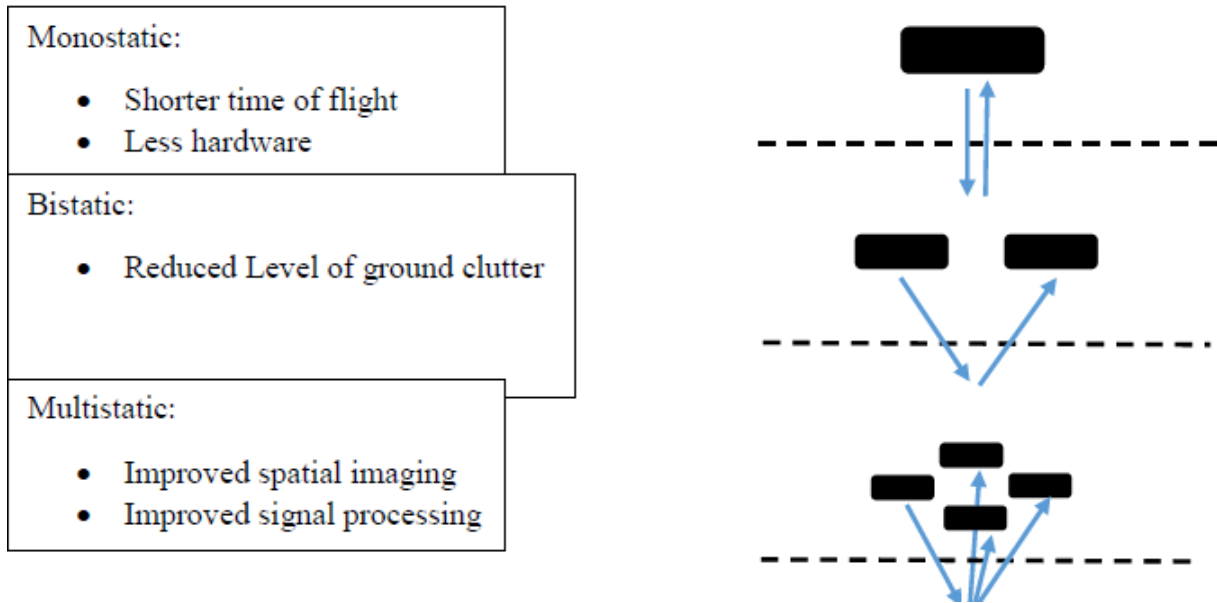 Monostatic:
• Shorter time of flight
• Less hardware
Bistatic:
• Reduced Level of ground clutter
Multistatic:
• Improved spatial imaging
• Improved signal processing